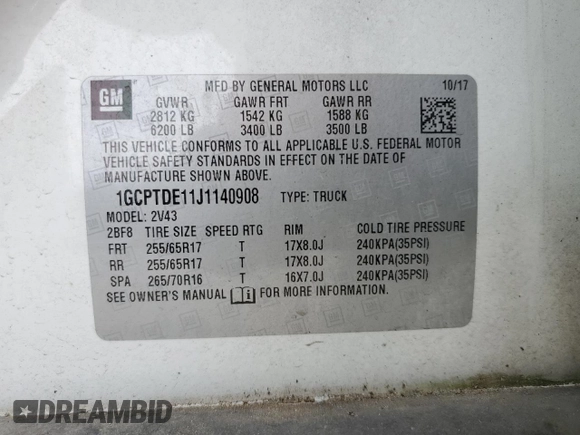 GM
MFD BY GENERAL MOTORS LLC 10/17
GVWR GAWR FRT GAWR RR
2812 KG 1542 KG 1588 KG
6200 LB 3400 LB 3500 LB
THIS VEHICLE CONFORMS TO ALL APPLICABLE U.S. FEDERAL MOTOR
VEHICLE SAFETY STANDARDS IN EFFECT ON THE DATE OF
MANUFACTURE SHOWN ABOVE.
1GCPTDE11J1140908 TYPE: TRUCK
MODEL: 2V43
2BF8 TIRE SIZE SPEED RTG RIM COLD TIRE PRESSURE
FRT 255/65R17 T 17X8.0J 240KPA(35PSI)
RR 255/65R17 T 17X8.0J 240KPA(35PSI)
SPA 265/70R16 T 16X7.0J 240KPA(35PSI)
SEE OWNER'S MANUAL FOR MORE INFORMATION.
DREAMBID